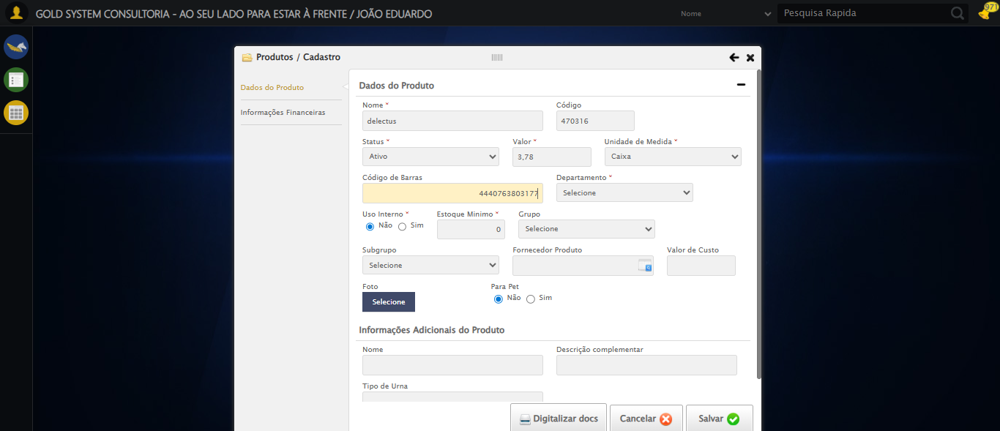 GOLD SYSTEM CONSULTORIA - AO SEU LADO PARA ESTAR À FRENTE / JOÃO EDUARDO
Nome
Pesquisa Rapida
971
Produtos / Cadastro
Dados do Produto
Informações Financeiras
Dados do Produto
Nome * Código
delectus 470316
Status * Valor * Unidade de Medida *
Ativo 3,78 Caixa
Código de Barras Departamento *
4440763803177 Selecione
Uso Interno * Estoque Minimo * Grupo
Não Sim 0 Selecione
Subgrupo Fornecedor Produto Valor de Custo
Selecione
Foto Para Pet
Selecione Não Sim
Informações Adicionais do Produto
Nome Descrição complementar
Tipo de Urna
Digitalizar docs Cancelar Salvar